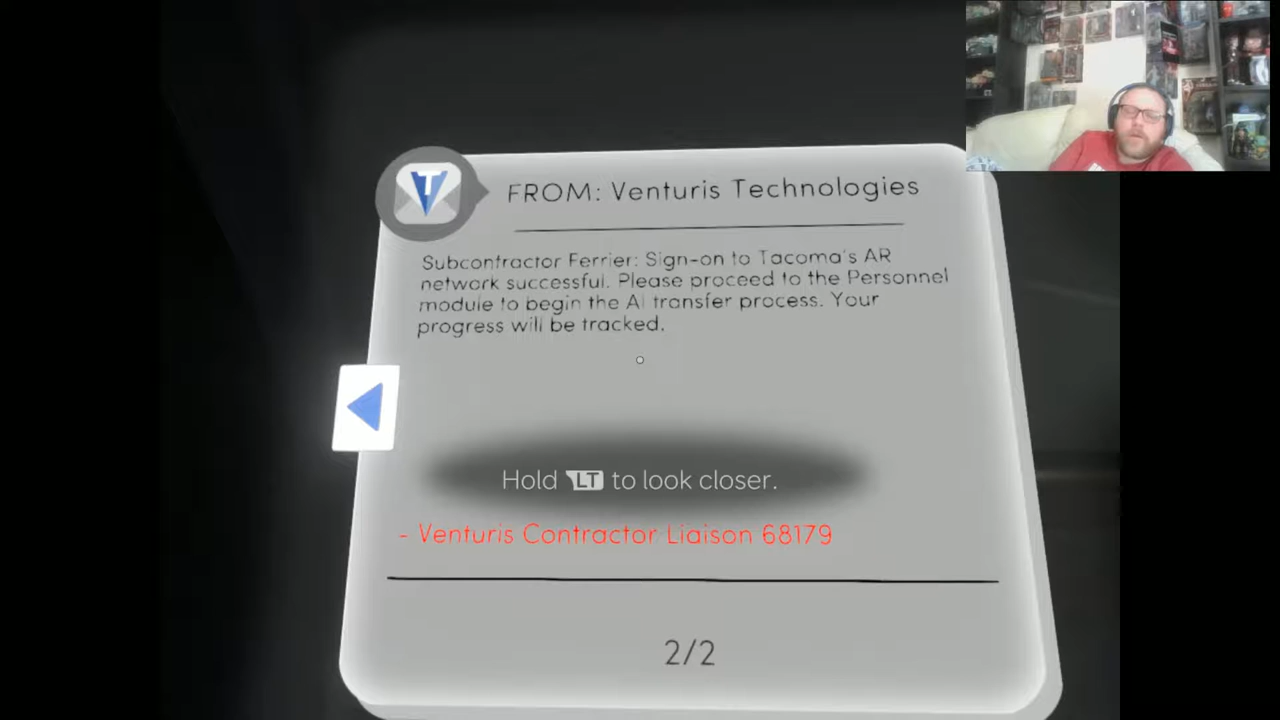 T
FROM: Venturis Technologies
Subcontractor Ferrier: Sign-on to Tacoma's AR
network successful. Please proceed to the Personnel
module to begin the AI transfer process. Your
progress will be tracked.
Hold LT to look closer.
- Venturis Contractor Liaison 68179
2/2